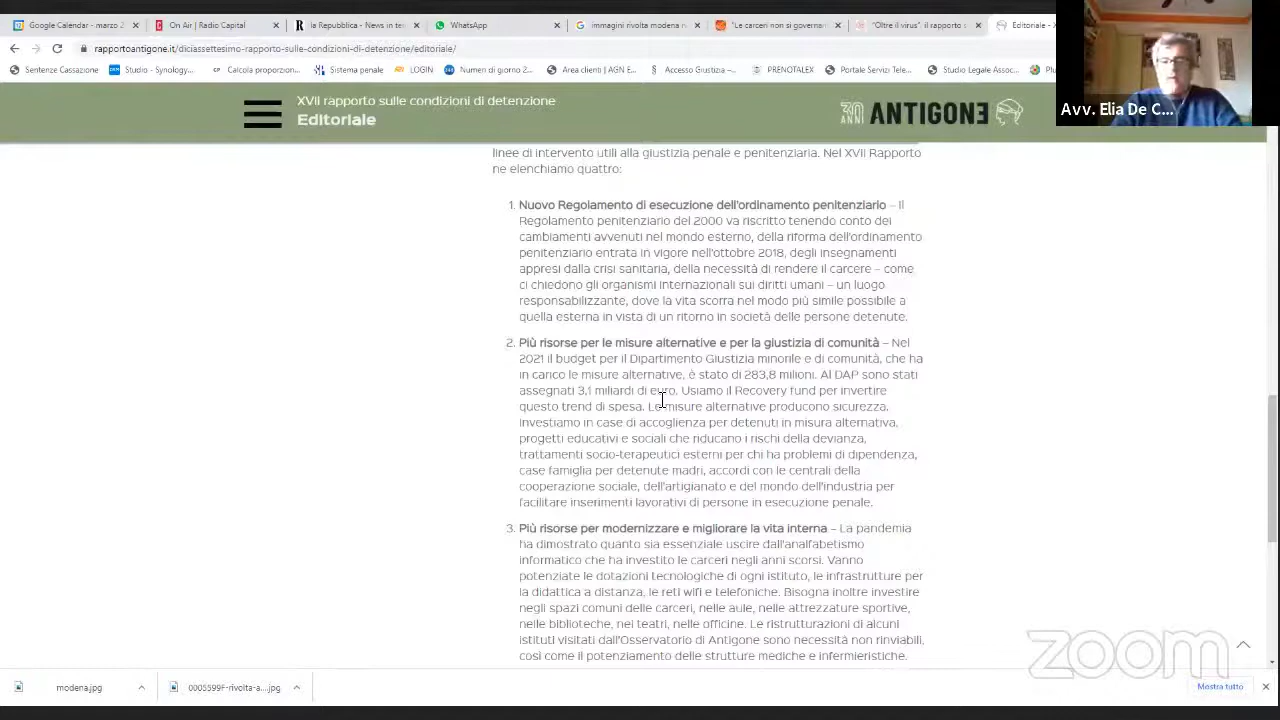 Google Calendar - marzo 2
On Air | Radio Capital
la Repubblica - News in te
WhatsApp
immagini rivolta modena n
"Le carceri non si governa
"Oltre il virus": il rapporto s
Editoriale - X
rapportoantigone.it/diciassettesimo-rapporto-sulle-condizioni-di-detenzione/editoriale/
Sentenze Cassazione
Studio - Synology...
Calcola proporzion...
Sistema penale
LOGIN
Numeri di giorno 2...
Area clienti | AGN E...
Accesso Giustizia –...
PRENOTALEX
Portale Servizi Tele...
Studio Legale Assoc...
Avv. Elia De C...
XVII rapporto sulle condizioni di detenzione
Editoriale
30 ANNI ANTIGONE
linee di intervento utili alla giustizia penale e penitenziaria. Nel XVII Rapporto
ne elenchiamo quattro:
1. Nuovo Regolamento di esecuzione dell'ordinamento penitenziario – Il
Regolamento penitenziario del 2000 va riscritto tenendo conto dei
cambiamenti avvenuti nel mondo esterno, della riforma dell'ordinamento
penitenziario entrata in vigore nell'ottobre 2018, degli insegnamenti
appresi dalla crisi sanitaria, della necessità di rendere il carcere – come
ci chiedono gli organismi internazionali sui diritti umani – un luogo
responsabilizzante, dove la vita scorra nel modo più simile possibile a
quella esterna in vista di un ritorno in società delle persone detenute.
2. Più risorse per le misure alternative e per la giustizia di comunità – Nel
2021 il budget per il Dipartimento Giustizia minorile e di comunità, che ha
in carico le misure alternative, è stato di 283,8 milioni. Al DAP sono stati
assegnati 3,1 miliardi di euro. Usiamo il Recovery fund per invertire
questo trend di spesa. Le misure alternative producono sicurezza.
Investiamo in case di accoglienza per detenuti in misura alternativa,
progetti educativi e sociali che riducano i rischi della devianza,
trattamenti socio-terapeutici esterni per chi ha problemi di dipendenza,
case famiglia per detenute madri, accordi con le centrali della
cooperazione sociale, dell'artigianato e del mondo dell'industria per
facilitare inserimenti lavorativi di persone in esecuzione penale.
3. Più risorse per modernizzare e migliorare la vita interna – La pandemia
ha dimostrato quanto sia essenziale uscire dall'analfabetismo
informatico che ha investito le carceri negli anni scorsi. Vanno
potenziate le dotazioni tecnologiche di ogni istituto, le infrastrutture per
la didattica a distanza, le reti wifi e telefoniche. Bisogna inoltre investire
negli spazi comuni delle carceri, nelle aule, nelle attrezzature sportive,
nelle biblioteche, nei teatri, nelle officine. Le ristrutturazioni di alcuni
istituti visitati dall'Osservatorio di Antigone sono necessità non rinviabili,
così come il potenziamento delle strutture mediche e infermieristiche.
zoom
modena.jpg
0005599F-rivolta-a....jpg
Mostra tutto